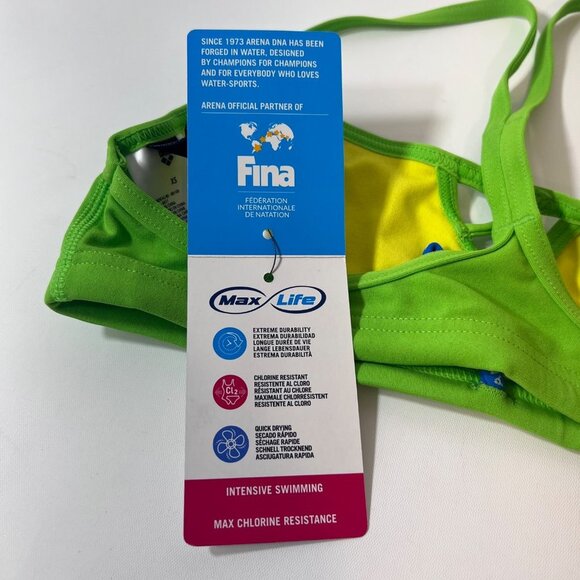 SINCE 1973 ARENA DNA HAS BEEN
FORGED IN WATER, DESIGNED
BY CHAMPIONS FOR CHAMPIONS
AND FOR EVERYBODY WHO LOVES
WATER-SPORTS.
ARENA OFFICIAL PARTNER OF
Fina
FÉDÉRATION
INTERNATIONALE
DE NATATION
Max Life
EXTREME DURABILITY
EXTREMA DURABILIDAD
LONGUE DURÉE DE VIE
LANGE LEBENSDAUER
ESTREMA DURABILITÀ
Cl2
CHLORINE RESISTANT
RESISTENTE AL CLORO
RÉSISTANT AU CHLORE
MAXIMALE CHLORRESISTENT
RESISTENTE AL CLORO
QUICK DRYING
SECADO RÁPIDO
SÉCHAGE RAPIDE
SCHNELL TROCKNEND
ASCIUGATURA RAPIDA
INTENSIVE SWIMMING
MAX CHLORINE RESISTANCE
XS